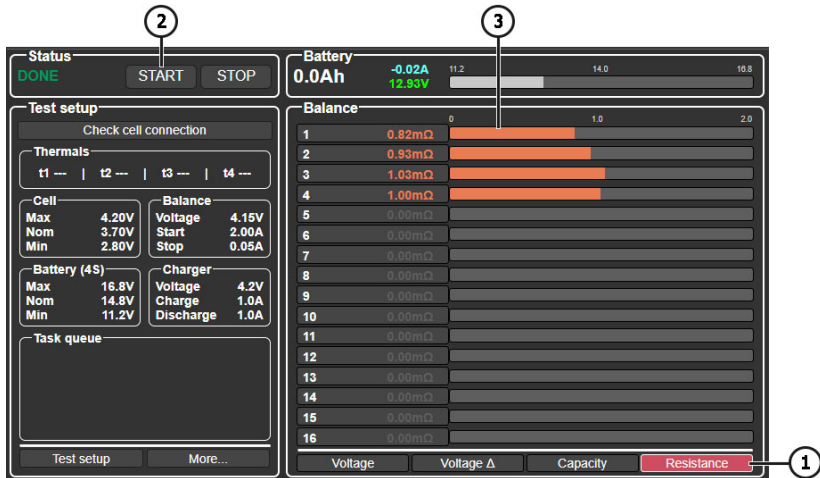 2
3
Status
DONE
START
STOP
Battery
0.0Ah
-0.02A
12.93V
11.2
14.0
16.8
Test setup
Check cell connection
Thermals
t1 --- | t2 --- | t3 --- | t4 ---
Cell
Max 4.20V
Nom 3.70V
Min 2.80V
Balance
Voltage 4.15V
Start 2.00A
Stop 0.05A
Battery (4S)
Max 16.8V
Nom 14.8V
Min 11.2V
Charger
Voltage 4.2V
Charge 1.0A
Discharge 1.0A
Task queue
Test setup
More...
Balance
0 1.0 2.0
1 0.82mΩ
2 0.93mΩ
3 1.03mΩ
4 1.00mΩ
5 0.00mΩ
6 0.00mΩ
7 0.00mΩ
8 0.00mΩ
9 0.00mΩ
10 0.00mΩ
11 0.00mΩ
12 0.00mΩ
13 0.00mΩ
14 0.00mΩ
15 0.00mΩ
16 0.00mΩ
Voltage
Voltage Δ
Capacity
Resistance
1